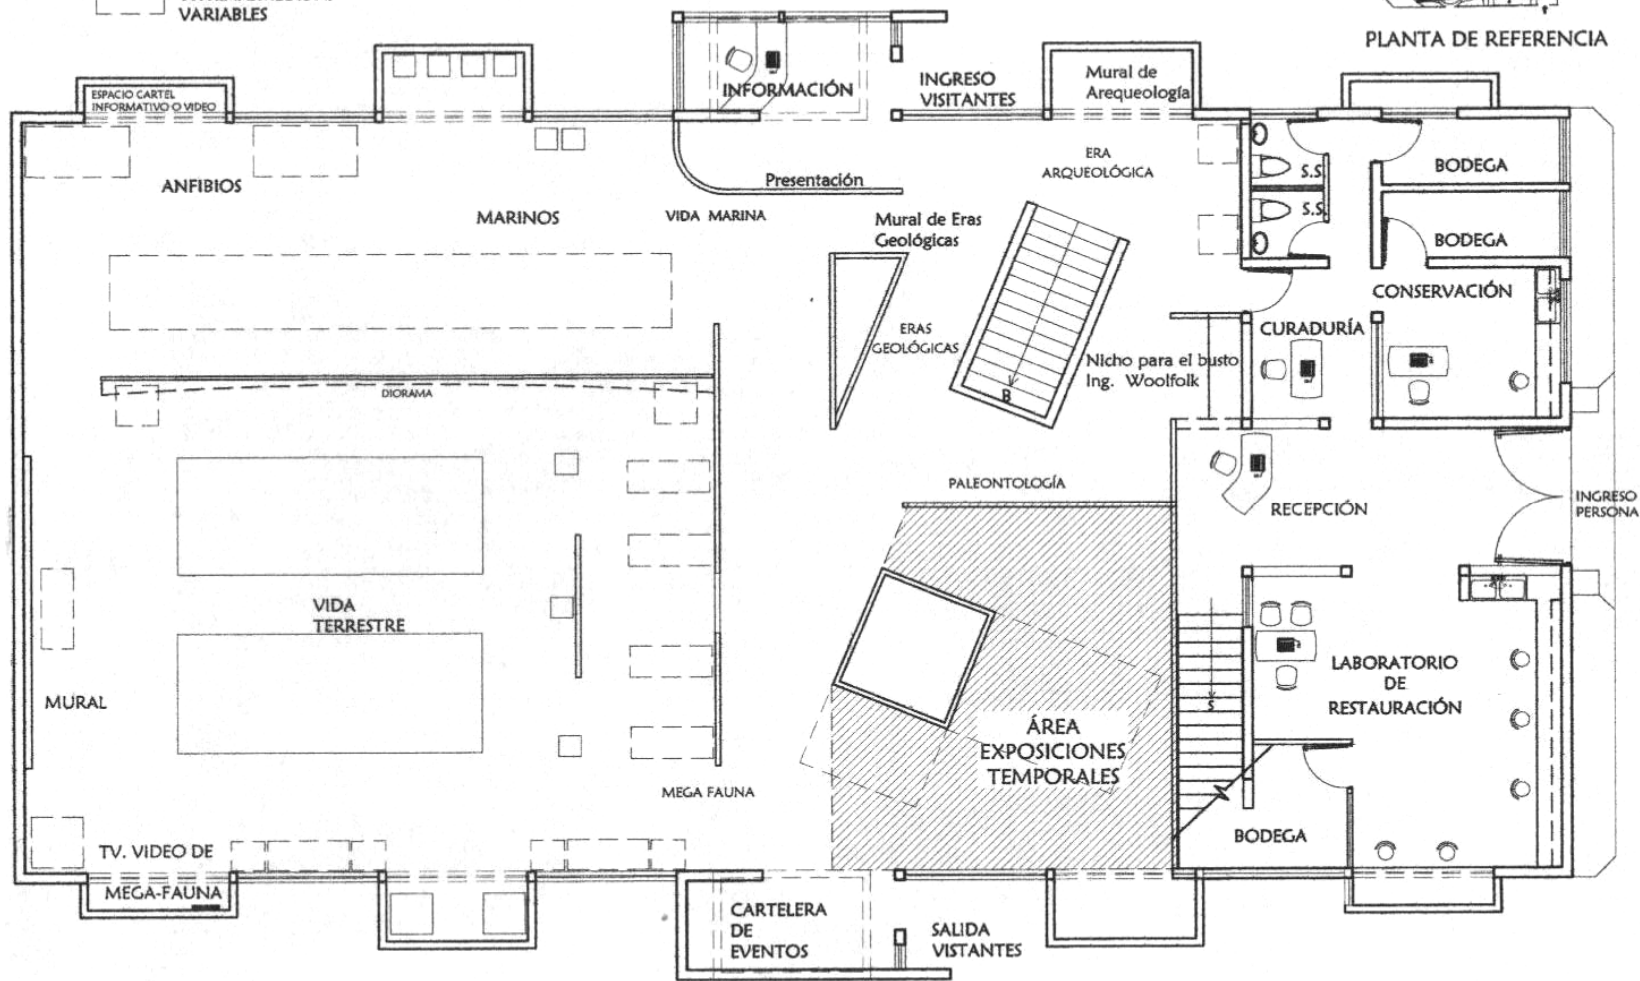 VARIABLES
PLANTA DE REFERENCIA
ESPACIO CARTEL
INFORMATIVO O VIDEO
INFORMACIÓN
INGRESO
VISITANTES
Mural de
Arequeología
ANFIBIOS
MARINOS
VIDA MARINA
Presentación
ERA
ARQUEOLÓGICA
S.S.
S.S.
BODEGA
BODEGA
Mural de Eras
Geológicas
ERAS
GEOLÓGICAS
B
Nicho para el busto
Ing. Woolfolk
CURADURÍA
CONSERVACIÓN
DIORAMA
PALEONTOLOGÍA
RECEPCIÓN
INGRESO
PERSONA
VIDA
TERRESTRE
MURAL
S
LABORATORIO
DE
RESTAURACIÓN
ÁREA
EXPOSICIONES
TEMPORALES
MEGA FAUNA
BODEGA
TV. VIDEO DE
MEGA-FAUNA
CARTELERA
DE
EVENTOS
SALIDA
VISTANTES